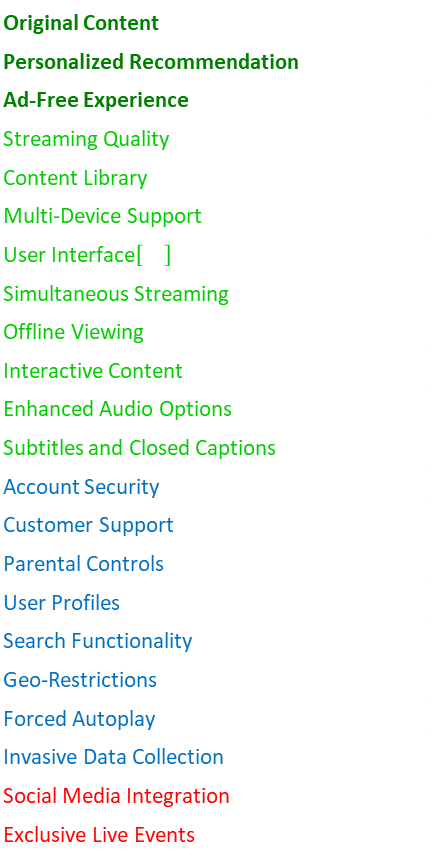 Original Content
Personalized Recommendation
Ad-Free Experience
Streaming Quality
Content Library
Multi-Device Support
User Interface[ ]
Simultaneous Streaming
Offline Viewing
Interactive Content
Enhanced Audio Options
Subtitles and Closed Captions
Account Security
Customer Support
Parental Controls
User Profiles
Search Functionality
Geo-Restrictions
Forced Autoplay
Invasive Data Collection
Social Media Integration
Exclusive Live Events